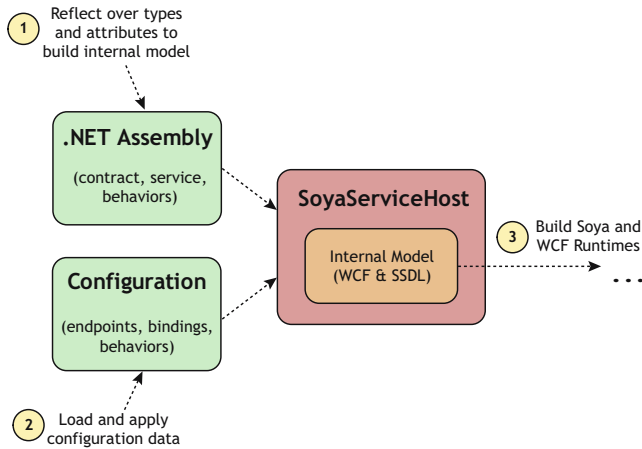 1
Reflect over types
and attributes to
build internal model
.NET Assembly
(contract, service,
behaviors)
SoyaServiceHost
Internal Model
(WCF & SSDL)
3
Build Soya and
WCF Runtimes
...
Configuration
(endpoints, bindings,
behaviors)
2
Load and apply
configuration data